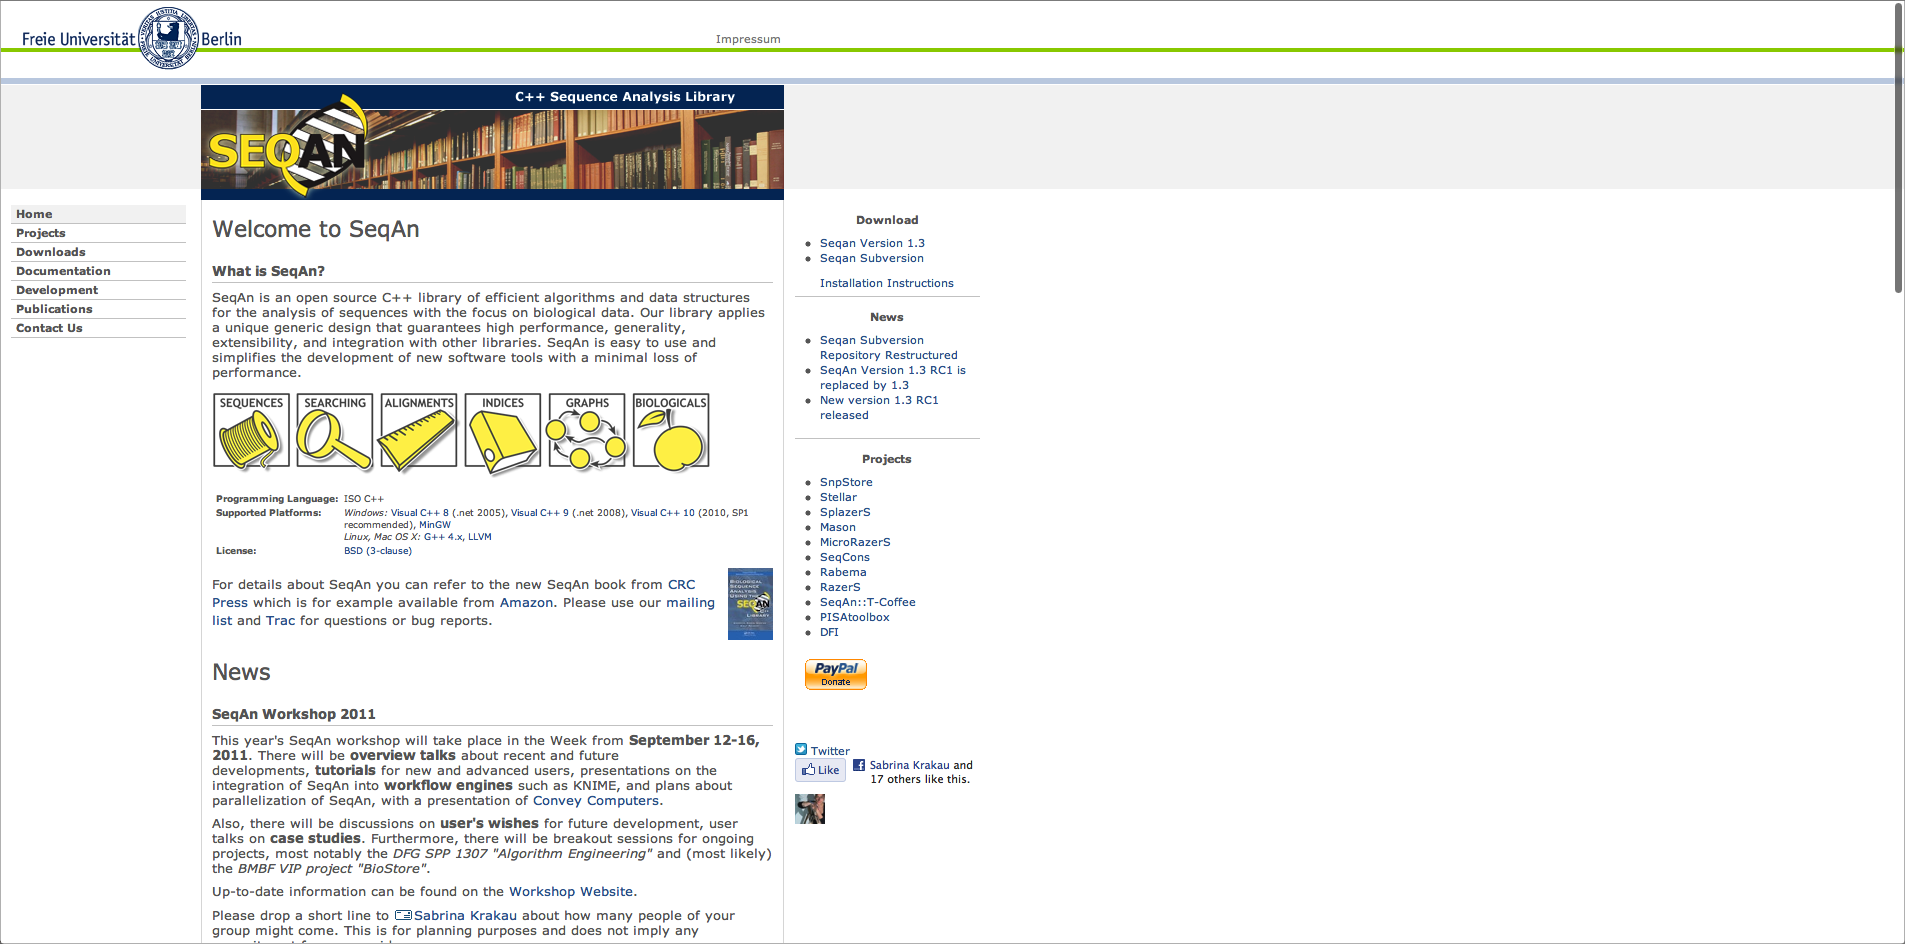 Freie Universität Berlin
Impressum
C++ Sequence Analysis Library
SEQAN
Home
Projects
Downloads
Documentation
Development
Publications
Contact Us
Welcome to SeqAn
What is SeqAn?
SeqAn is an open source C++ library of efficient algorithms and data structures
for the analysis of sequences with the focus on biological data. Our library applies
a unique generic design that guarantees high performance, generality,
extensibility, and integration with other libraries. SeqAn is easy to use and
simplifies the development of new software tools with a minimal loss of
performance.
SEQUENCES SEARCHING ALIGNMENTS INDICES GRAPHS BIOLOGICALS
Programming Language: ISO C++
Supported Platforms: Windows: Visual C++ 8 (.net 2005), Visual C++ 9 (.net 2008), Visual C++ 10 (2010, SP1
recommended), MinGW
Linux, Mac OS X: G++ 4.x, LLVM
License: BSD (3-clause)
For details about SeqAn you can refer to the new SeqAn book from CRC
Press which is for example available from Amazon. Please use our mailing
list and Trac for questions or bug reports.
BIOLOGICAL
SEQUENCE
ANALYSIS
SEQAN
LIBRARY
News
SeqAn Workshop 2011
This year's SeqAn workshop will take place in the Week from September 12-16,
2011. There will be overview talks about recent and future
developments, tutorials for new and advanced users, presentations on the
integration of SeqAn into workflow engines such as KNIME, and plans about
parallelization of SeqAn, with a presentation of Convey Computers.
Also, there will be discussions on user's wishes for future development, user
talks on case studies. Furthermore, there will be breakout sessions for ongoing
projects, most notably the DFG SPP 1307 "Algorithm Engineering" and (most likely)
the BMBF VIP project "BioStore".
Up-to-date information can be found on the Workshop Website.
Please drop a short line to Sabrina Krakau about how many people of your
group might come. This is for planning purposes and does not imply any
Download
Seqan Version 1.3
Seqan Subversion
Installation Instructions
News
Seqan Subversion
Repository Restructured
SeqAn Version 1.3 RC1 is
replaced by 1.3
New version 1.3 RC1
released
Projects
SnpStore
Stellar
SplazerS
Mason
MicroRazerS
SeqCons
Rabema
RazerS
SeqAn::T-Coffee
PISAtoolbox
DFI
PayPal
Donate
Twitter
Like Sabrina Krakau and
17 others like this.